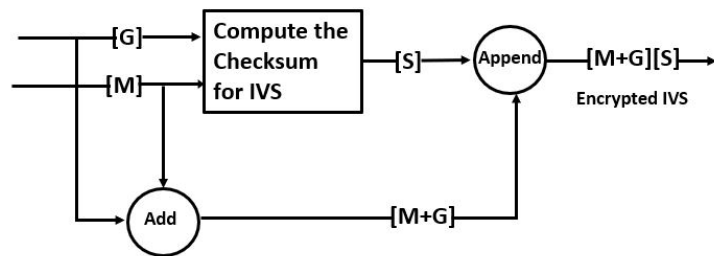 [G]
Compute the
Checksum
for IVS
[M]
[S]
Append
[M+G][S]
Encrypted IVS
Add
[M+G]